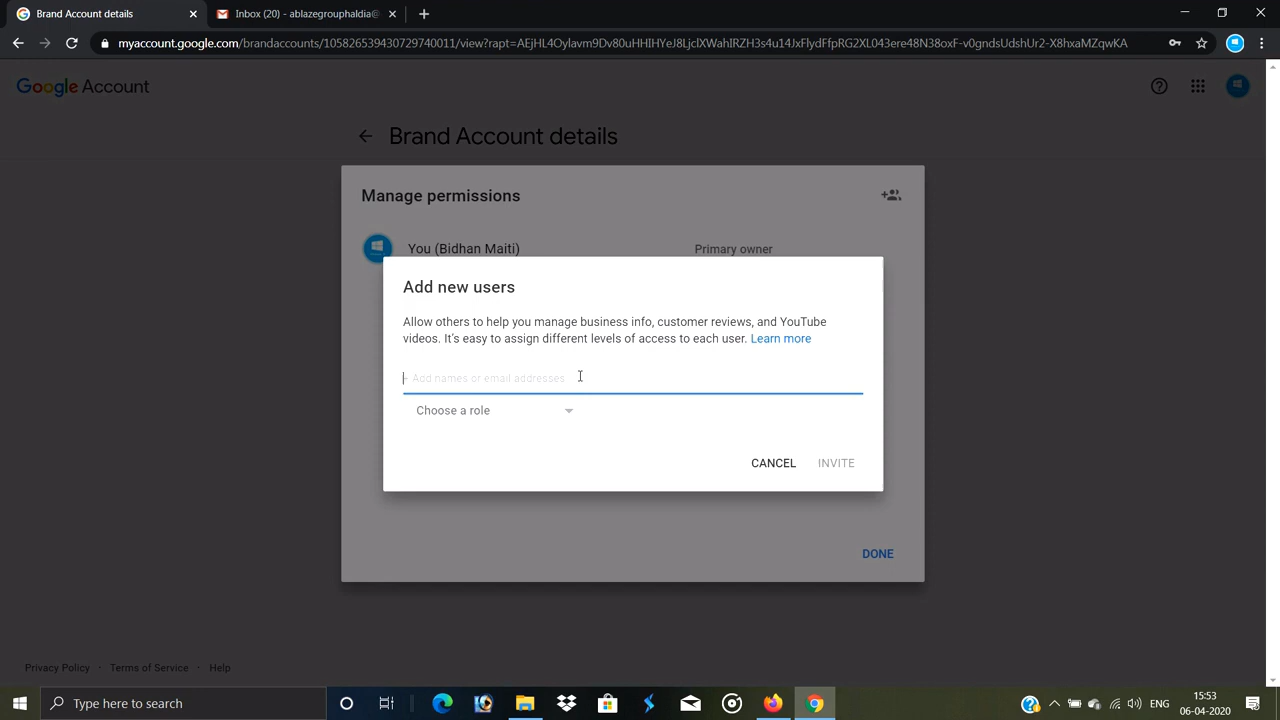 Brand Account details
Inbox (20) - ablazegrouphaldia@
myaccount.google.com/brandaccounts/105826539430729740011/view?rapt=AEjHL4Oylavm9Dv80uHHIHYeJ8LjclXWahIRZH3s4u14JxFlydFfpRG2XL043ere48N38oxF-v0gndsUdshUr2-X8hxaMZqwKA
Google Account
Brand Account details
Manage permissions
You (Bidhan Maiti)
Primary owner
Add new users
Allow others to help you manage business info, customer reviews, and YouTube
videos. It's easy to assign different levels of access to each user. Learn more
+ Add names or email addresses
Choose a role
CANCEL
INVITE
DONE
Privacy Policy · Terms of Service · Help
Type here to search
ENG
15:53
06-04-2020